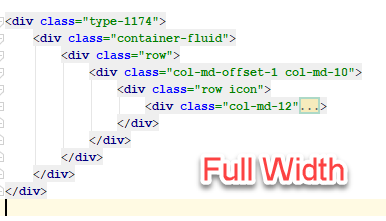 <div class="type-1174">
<div class="container-fluid">
<div class="row">
<div class="col-md-offset-1 col-md-10">
<div class="row icon">
<div class="col-md-12"...>
</div>
</div>
</div>
</div>
</div>
Full Width